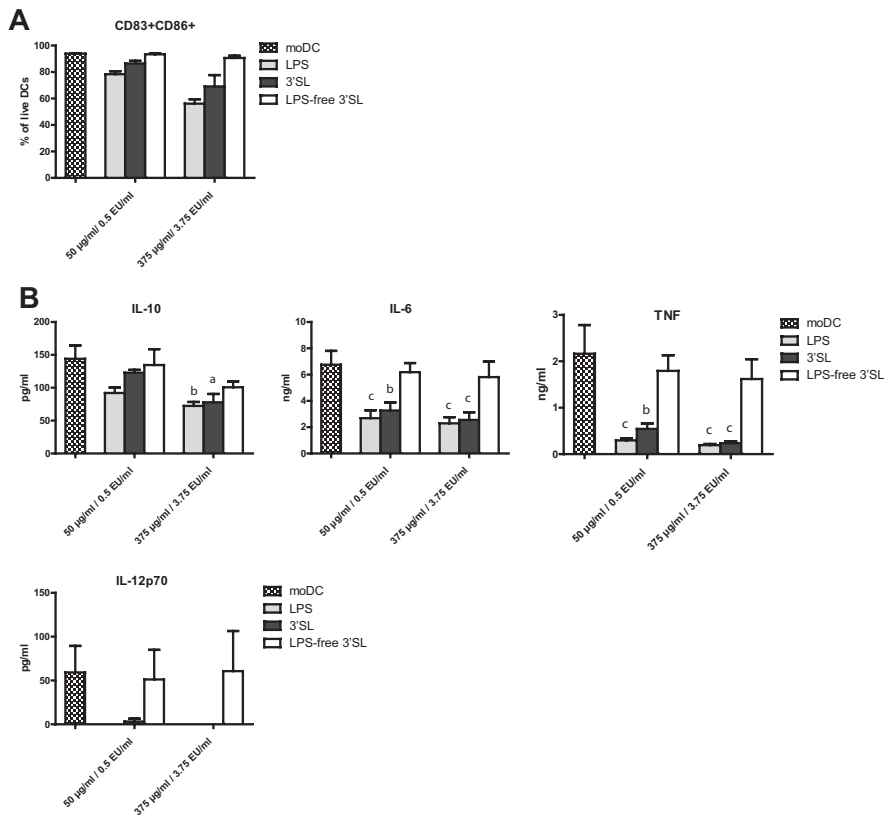 A
CD83+CD86+
% of live DCs
100
80
60
40
20
0
50 µg/ml/ 0.5 EU/ml
375 µg/ml/ 3.75 EU/ml
moDC
LPS
3'SL
LPS-free 3'SL
B
IL-10
pg/ml
200
150
100
50
0
b
a
50 µg/ml / 0.5 EU/ml
375 µg/ml / 3.75 EU/ml
IL-6
ng/ml
10
8
6
4
2
0
c
b
c
c
50 µg/ml / 0.5 EU/ml
375 µg/ml / 3.75 EU/ml
TNF
ng/ml
3
2
1
0
c
b
c
c
50 µg/ml / 0.5 EU/ml
375 µg/ml / 3.75 EU/ml
moDC
LPS
3'SL
LPS-free 3'SL
IL-12p70
pg/ml
150
100
50
0
50 µg/ml / 0.5 EU/ml
375 µg/ml / 3.75 EU/ml
moDC
LPS
3'SL
LPS-free 3'SL